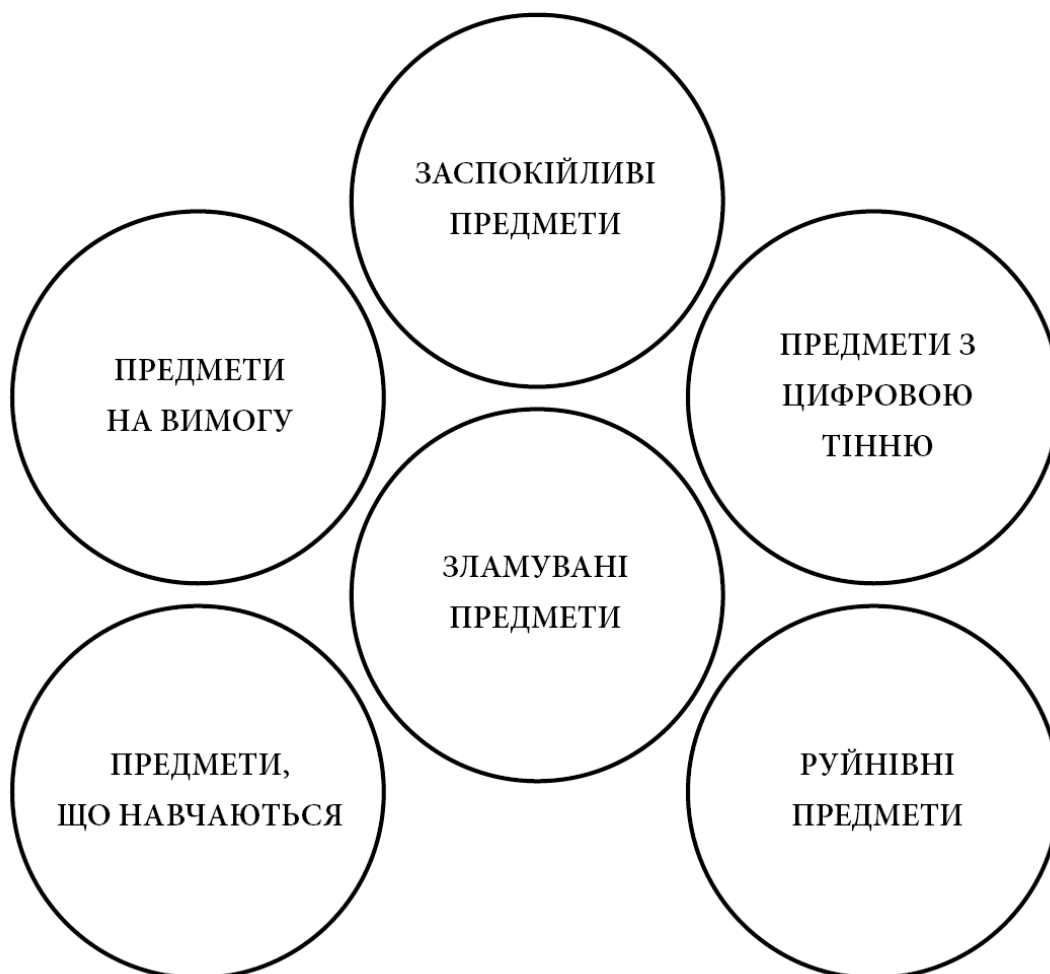 ЗАСПОКІЙЛИВІ
ПРЕДМЕТИ
ПРЕДМЕТИ
НА ВИМОГУ
ПРЕДМЕТИ З
ЦИФРОВОЮ
ТІННЮ
ЗЛАМУВАНІ
ПРЕДМЕТИ
ПРЕДМЕТИ,
ЩО НАВЧАЮТЬСЯ
РУЙНІВНІ
ПРЕДМЕТИ